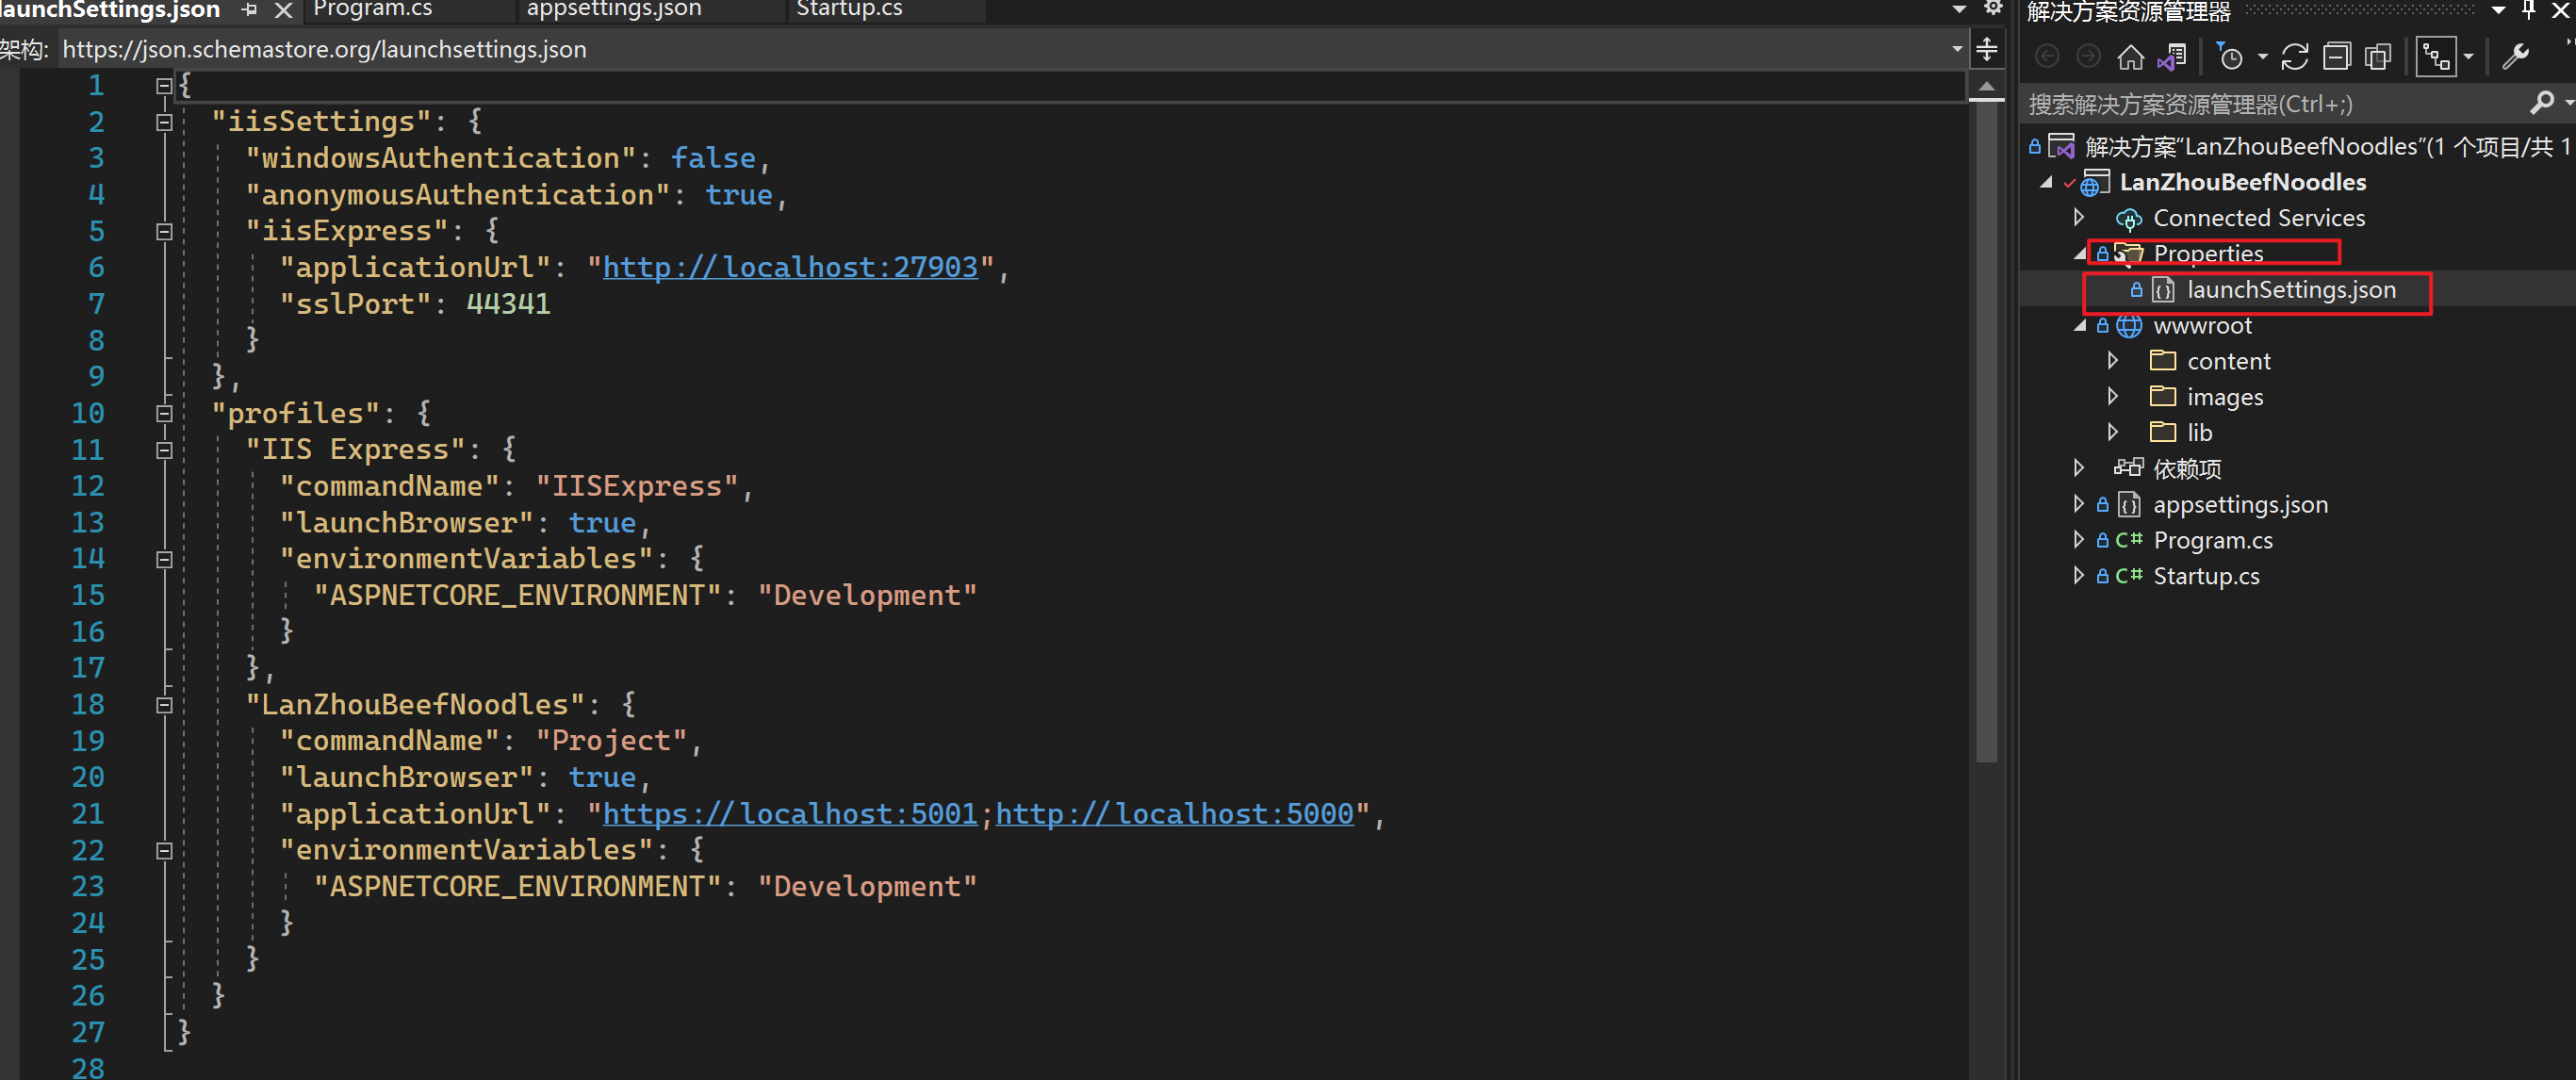 launchSettings.json Program.cs appsettings.json Startup.cs
架构: https://json.schemastore.org/launchsettings.json
1 {
2 "iisSettings": {
3 "windowsAuthentication": false,
4 "anonymousAuthentication": true,
5 "iisExpress": {
6 "applicationUrl": "http://localhost:27903",
7 "sslPort": 44341
8 }
9 },
10 "profiles": {
11 "IIS Express": {
12 "commandName": "IISExpress",
13 "launchBrowser": true,
14 "environmentVariables": {
15 "ASPNETCORE_ENVIRONMENT": "Development"
16 }
17 },
18 "LanZhouBeefNoodles": {
19 "commandName": "Project",
20 "launchBrowser": true,
21 "applicationUrl": "https://localhost:5001;http://localhost:5000",
22 "environmentVariables": {
23 "ASPNETCORE_ENVIRONMENT": "Development"
24 }
25 }
26 }
27 }
28
解决方案资源管理器
搜索解决方案资源管理器(Ctrl+;)
解决方案“LanZhouBeefNoodles”(1 个项目/共 1
LanZhouBeefNoodles
Connected Services
Properties
launchSettings.json
wwwroot
content
images
lib
依赖项
appsettings.json
C# Program.cs
C# Startup.cs